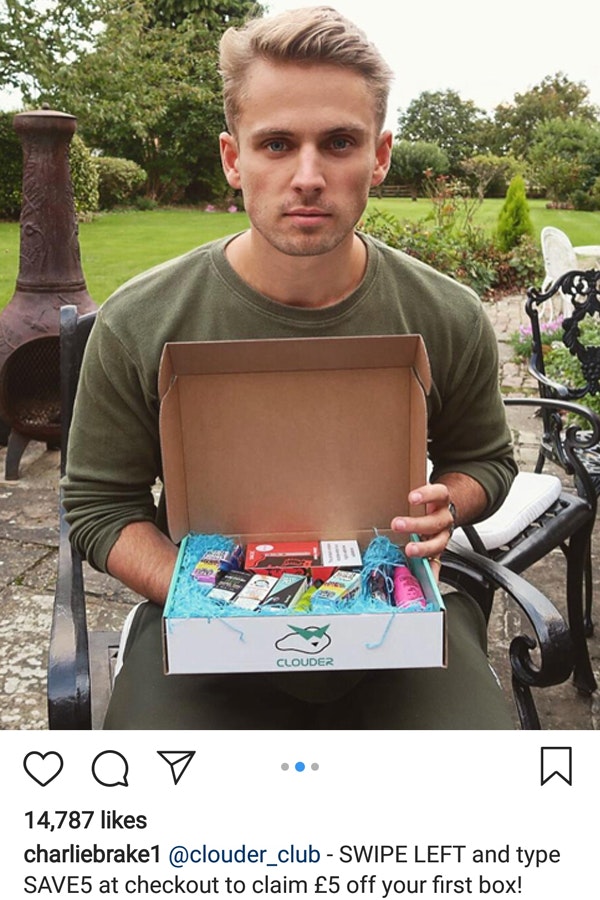 CLOUDER
14,787 likes
charliebrake1 @clouder_club - SWIPE LEFT and type
SAVE5 at checkout to claim £5 off your first box!